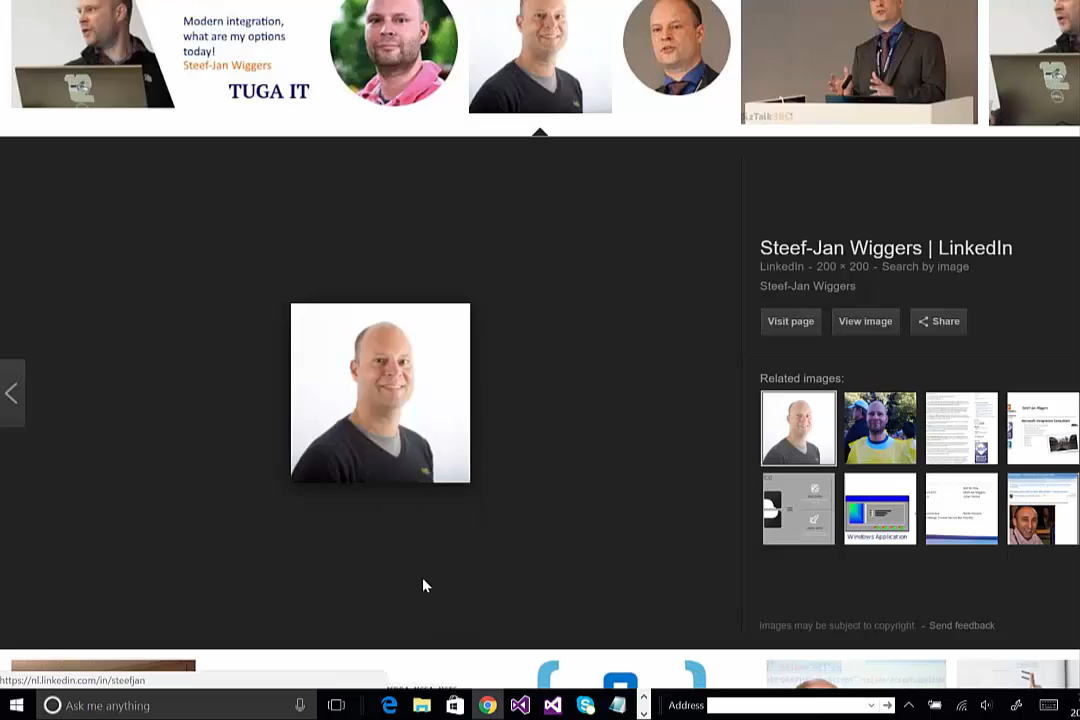 Modern integration,
what are my options
today!
Steef-Jan Wiggers
TUGA IT
Steef-Jan Wiggers | LinkedIn
LinkedIn - 200 × 200 - Search by image
Steef-Jan Wiggers
Visit page
View image
Share
Related images:
Windows Application
Images may be subject to copyright. - Send feedback
https://nl.linkedin.com/in/steefjan
Ask me anything
Address